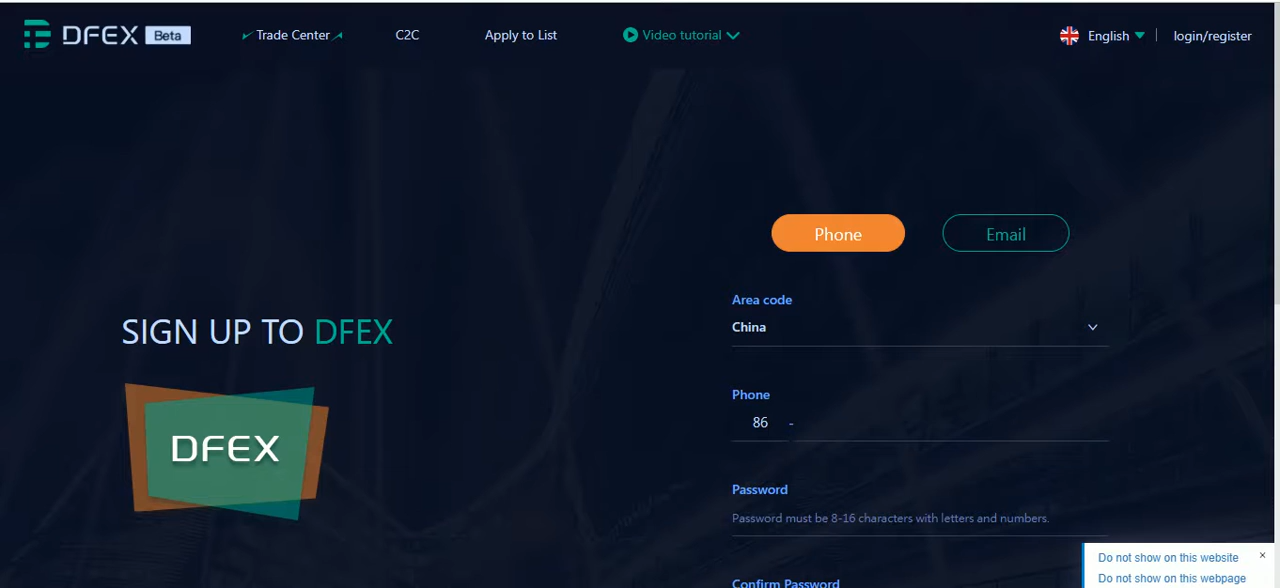 DFEX Beta Trade Center C2C Apply to List Video tutorial English login/register
Phone Email
Area code
China
SIGN UP TO DFEX
DFEX
Phone
86 -
Password
Password must be 8-16 characters with letters and numbers.
Confirm Password
Do not show on this website ×
Do not show on this webpage